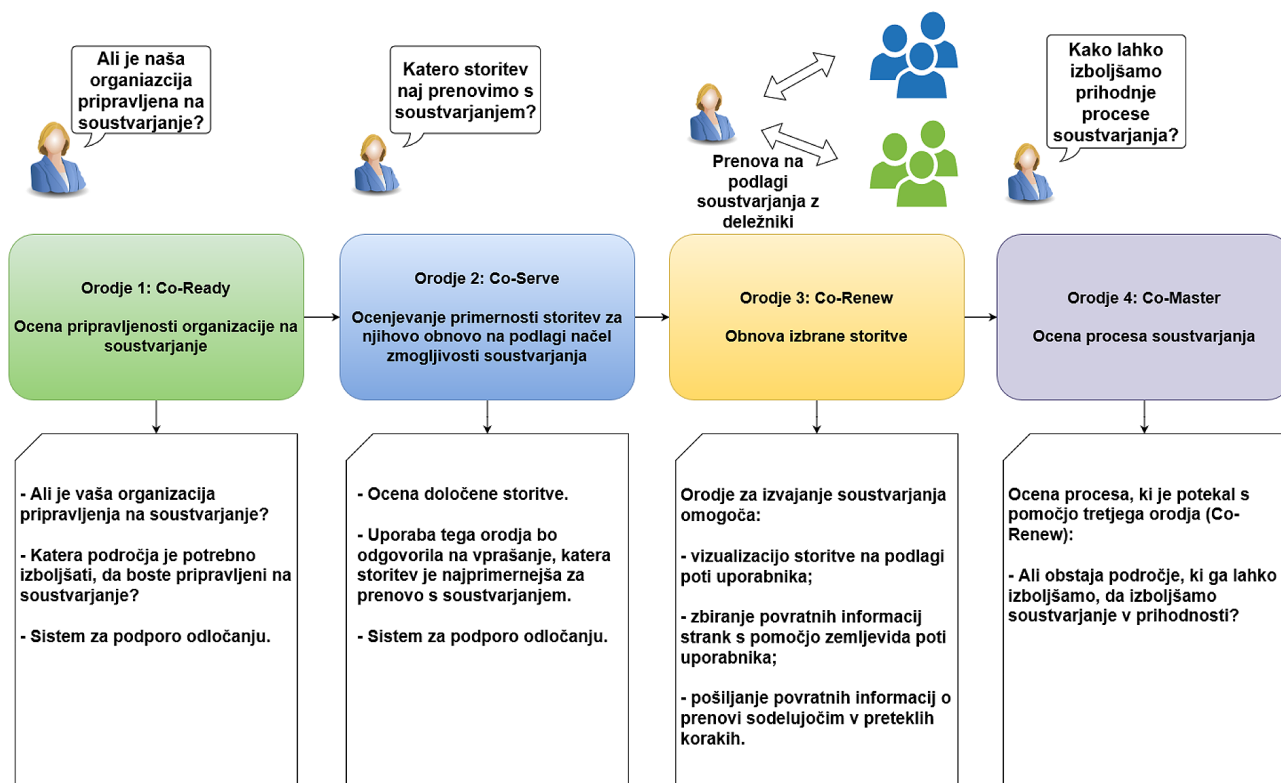 Ali je naša
organiazcija
pripravljena na
soustvarjanje?
Katero storitev
naj prenovimo s
soustvarjanjem?
Prenova na
podlagi
soustvarjanja z
deležniki
Kako lahko
izboljšamo
prihodnje
procese
soustvarjanja?
Orodje 1: Co-Ready
Ocena pripravljenosti organizacije na
soustvarjanje
Orodje 2: Co-Serve
Ocenjevanje primernosti storitev za
njihovo obnovo na podlagi načel
zmogljivosti soustvarjanja
Orodje 3: Co-Renew
Obnova izbrane storitve
Orodje 4: Co-Master
Ocena procesa soustvarjanja
- Ali je vaša organizacija
pripravljenja na soustvarjanje?
- Katera področja je potrebno
izboljšati, da boste pripravljeni na
soustvarjanje?
- Sistem za podporo odločanju.
- Ocena določene storitve.
- Uporaba tega orodja bo
odgovorila na vprašanje, katera
storitev je najprimernejša za
prenovo s soustvarjanjem.
- Sistem za podporo odločanju.
Orodje za izvajanje soustvarjanja
omogoča:
- vizualizacijo storitve na podlagi
poti uporabnika;
- zbiranje povratnih informacij
strank s pomočjo zemljevida poti
uporabnika;
- pošiljanje povratnih informacij o
prenovi sodelujočim v preteklih
korakih.
Ocena procesa, ki je potekal s
pomočjo tretjega orodja (Co-
Renew):
- Ali obstaja področje, ki ga lahko
izboljšamo, da izboljšamo
soustvarjanje v prihodnosti?